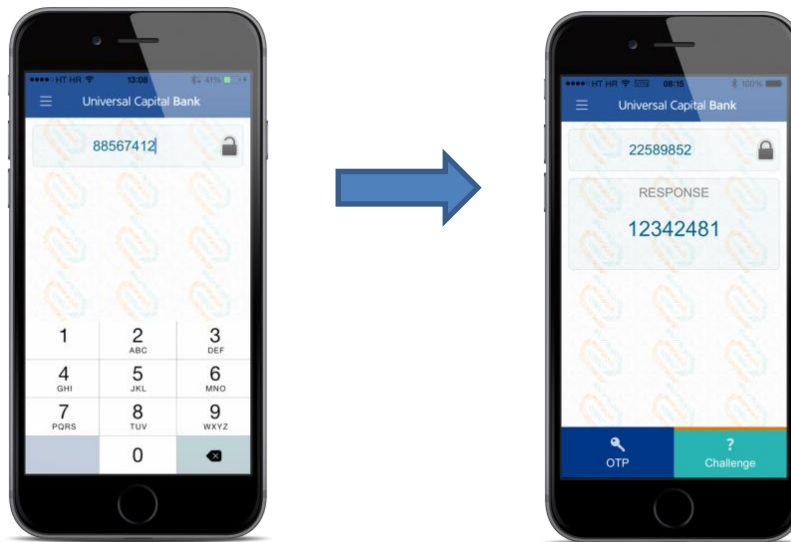 HT HR 13:08 41%
Universal Capital Bank
88567412
1 2 3
ABC DEF
4 5 6
GHI JKL MNO
7 8 9
PQRS TUV WXYZ
0
HT HR 08:15 100%
Universal Capital Bank
22589852
RESPONSE
12342481
?
OTP Challenge